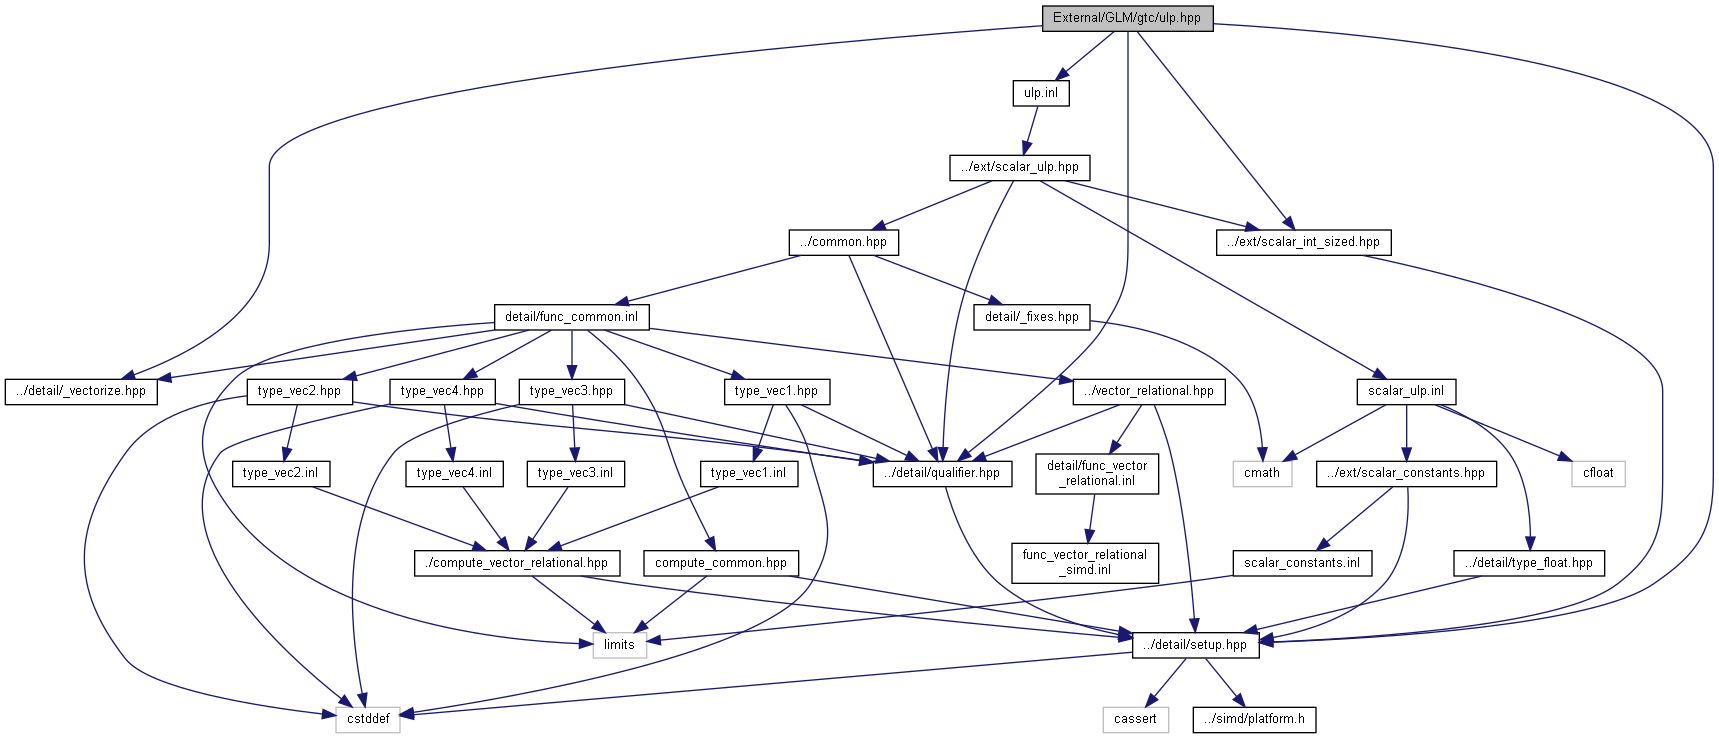 External/GLM/gtc/ulp.hpp
ulp.inl
../ext/scalar_ulp.hpp
../common.hpp
../ext/scalar_int_sized.hpp
detail/func_common.inl
detail/_fixes.hpp
../detail/_vectorize.hpp
type_vec2.hpp
type_vec4.hpp
type_vec3.hpp
type_vec1.hpp
../vector_relational.hpp
scalar_ulp.inl
type_vec2.inl
type_vec4.inl
type_vec3.inl
type_vec1.inl
../detail/qualifier.hpp
detail/func_vector
_relational.inl
cmath
../ext/scalar_constants.hpp
cfloat
./compute_vector_relational.hpp
compute_common.hpp
func_vector_relational
_simd.inl
scalar_constants.inl
../detail/type_float.hpp
limits
../detail/setup.hpp
cstddef
cassert
../simd/platform.h